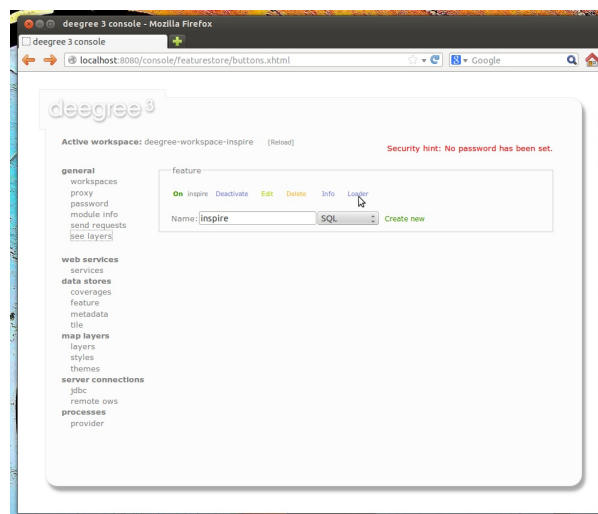 deegree 3 console - Mozilla Firefox
deegree 3 console
localhost:8080/console/featurestore/buttons.xhtml
Google
deegree 3
Active workspace: deegree-workspace-inspire [Reload]
Security hint: No password has been set.
general
workspaces
proxy
password
module info
send requests
see layers
web services
services
data stores
coverages
feature
metadata
tile
map layers
layers
styles
themes
server connections
jdbc
remote ows
processes
provider
feature
On inspire Deactivate Edit Delete Info Loader
Name: inspire SQL Create new